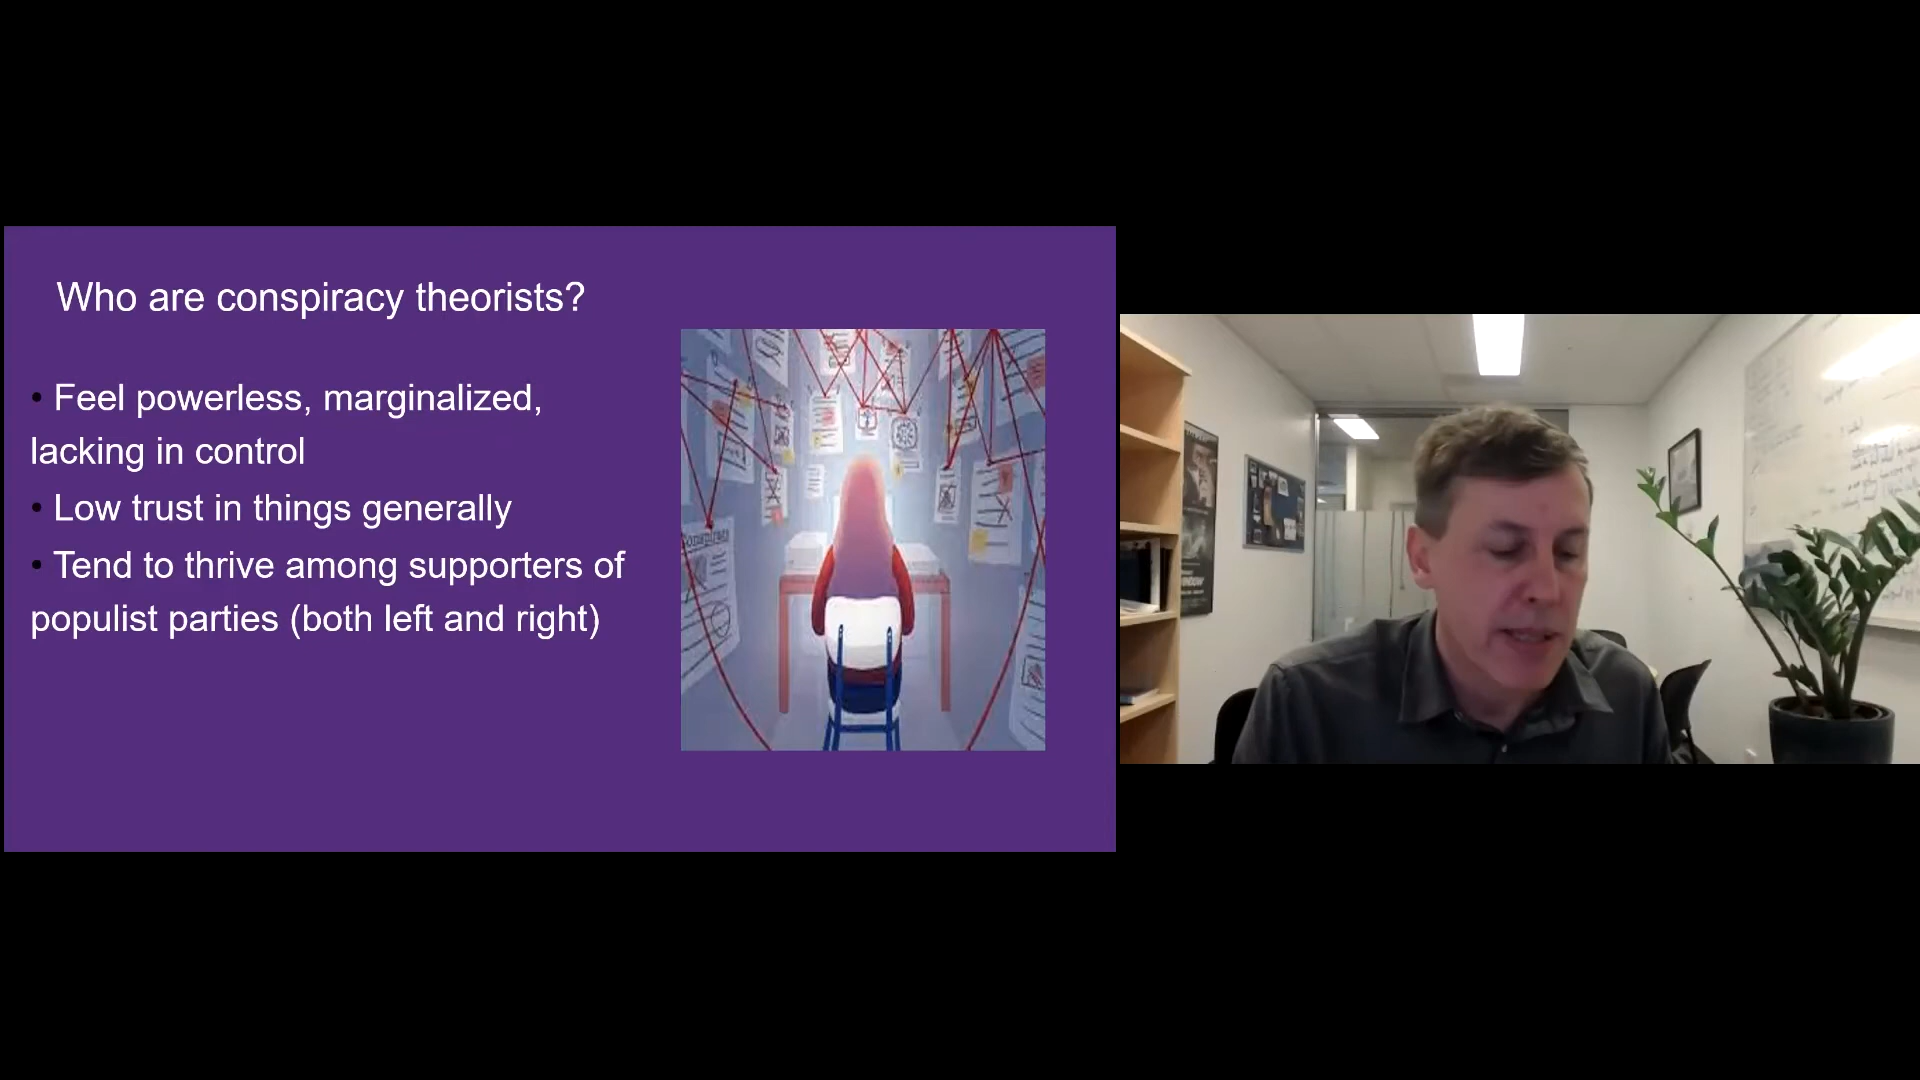 Who are conspiracy theorists?
• Feel powerless, marginalized,
lacking in control
• Low trust in things generally
• Tend to thrive among supporters of
populist parties (both left and right)